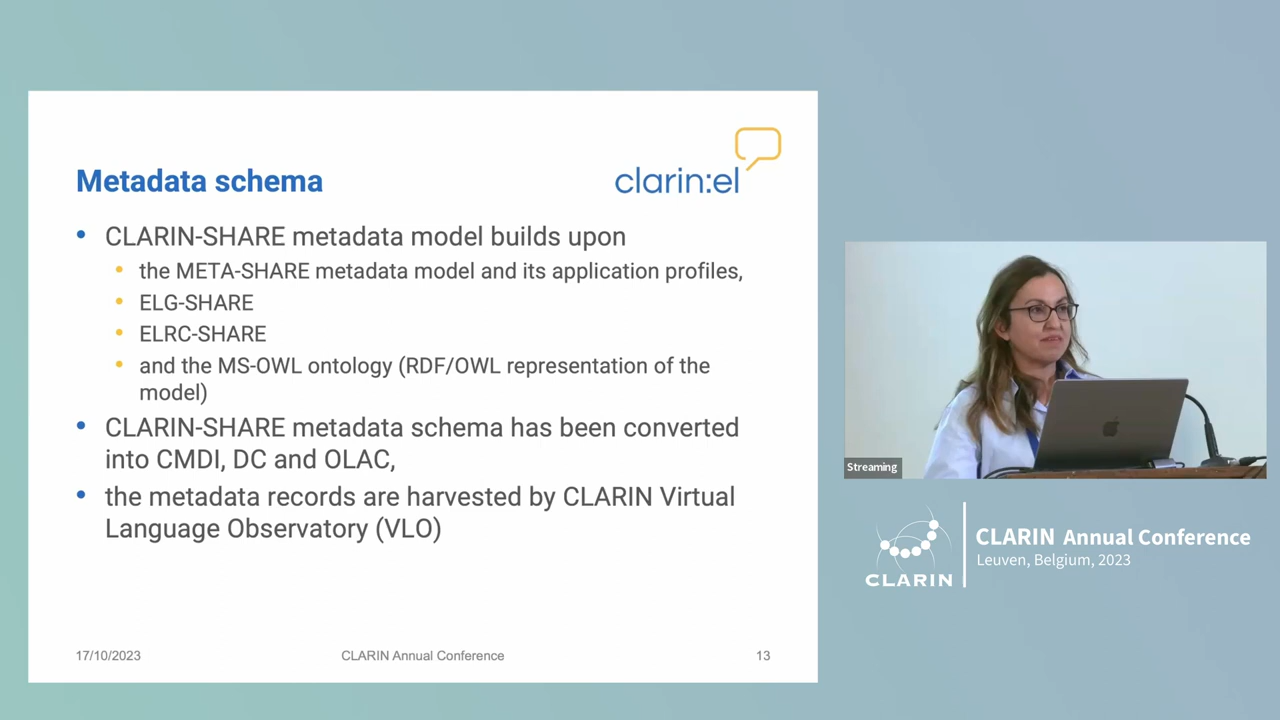 Metadata schema
clarin:el
• CLARIN-SHARE metadata model builds upon
• the META-SHARE metadata model and its application profiles,
• ELG-SHARE
• ELRC-SHARE
• and the MS-OWL ontology (RDF/OWL representation of the
model)
• CLARIN-SHARE metadata schema has been converted
into CMDI, DC and OLAC,
• the metadata records are harvested by CLARIN Virtual
Language Observatory (VLO)
17/10/2023
CLARIN Annual Conference
13
Streaming
CLARIN
CLARIN Annual Conference
Leuven, Belgium, 2023